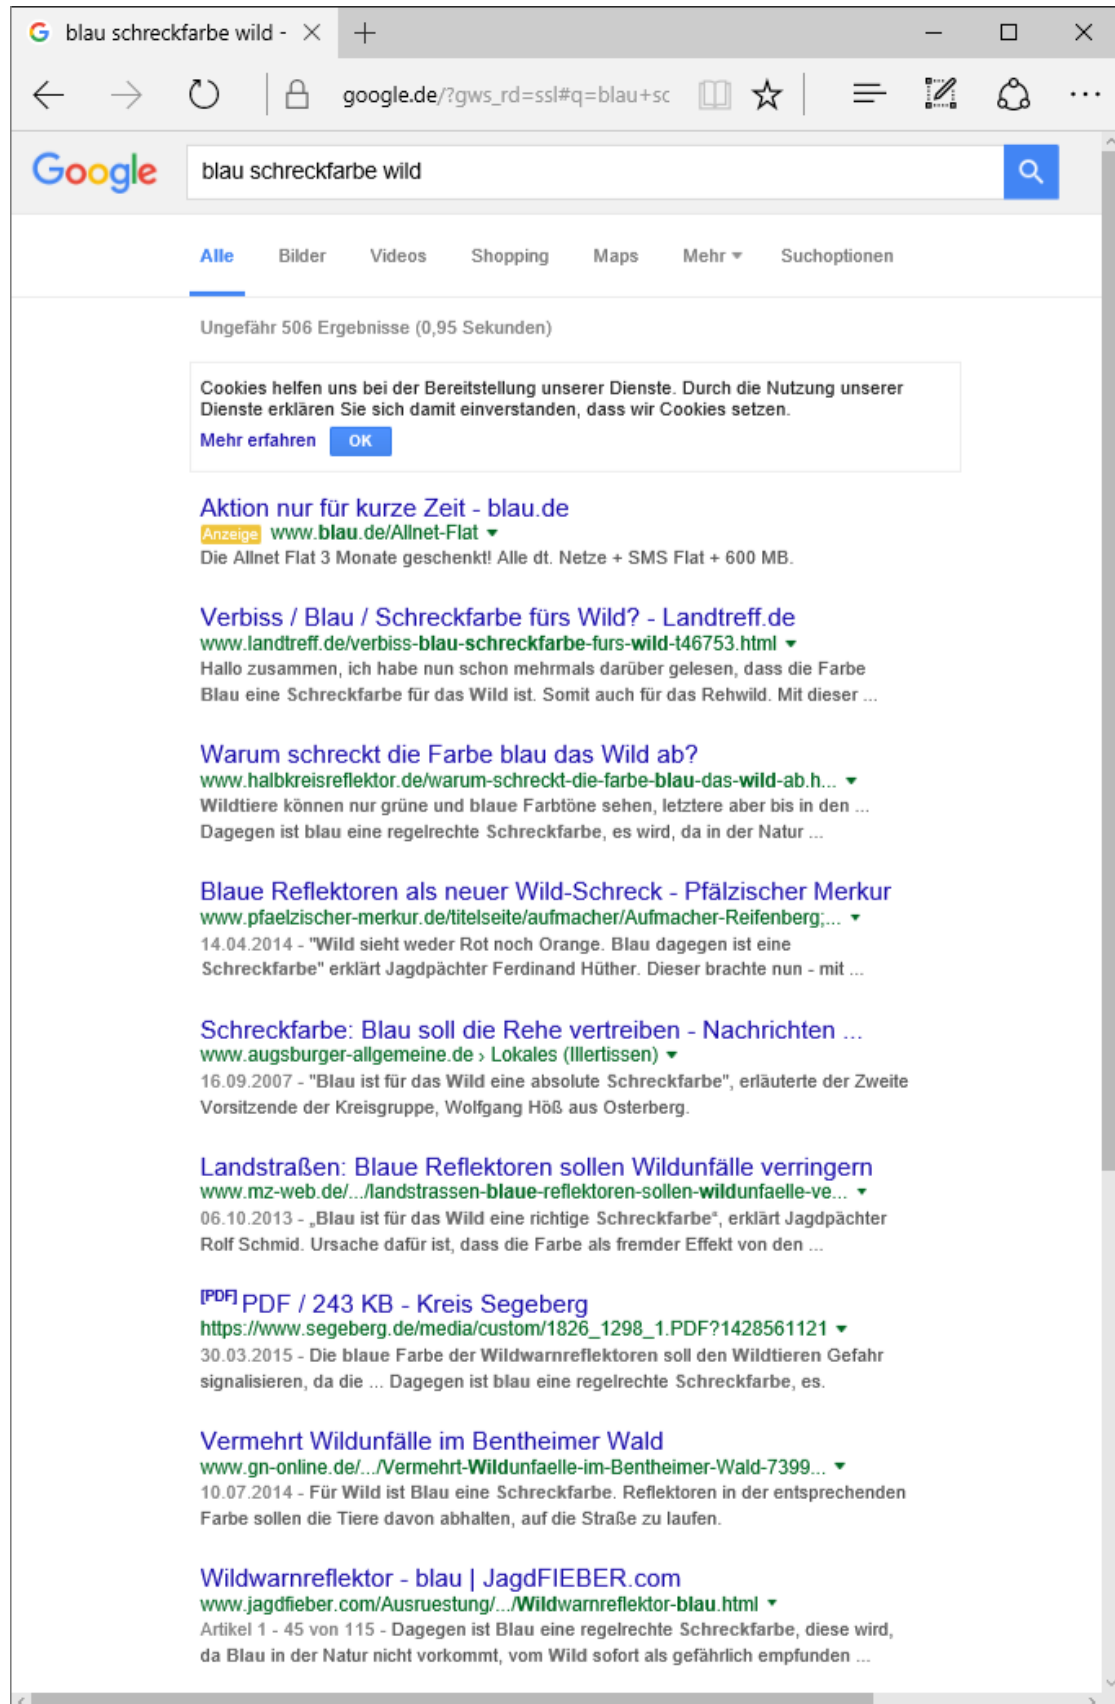 blau schreckfarbe wild -
google.de/?gws_rd=ssl#q=blau+sc
Google
blau schreckfarbe wild
Alle Bilder Videos Shopping Maps Mehr Suchoptionen
Ungefähr 506 Ergebnisse (0,95 Sekunden)
Cookies helfen uns bei der Bereitstellung unserer Dienste. Durch die Nutzung unserer
Dienste erklären Sie sich damit einverstanden, dass wir Cookies setzen.
Mehr erfahren OK
Aktion nur für kurze Zeit - blau.de
Anzeige www.blau.de/Allnet-Flat
Die Allnet Flat 3 Monate geschenkt! Alle dt. Netze + SMS Flat + 600 MB.
Verbiss / Blau / Schreckfarbe fürs Wild? - Landtreff.de
www.landtreff.de/verbiss-blau-schreckfarbe-furs-wild-t46753.html
Hallo zusammen, ich habe nun schon mehrmals darüber gelesen, dass die Farbe
Blau eine Schreckfarbe für das Wild ist. Somit auch für das Rehwild. Mit dieser ...
Warum schreckt die Farbe blau das Wild ab?
www.halbkreisreflektor.de/warum-schreckt-die-farbe-blau-das-wild-ab.h...
Wildtiere können nur grüne und blaue Farbtöne sehen, letztere aber bis in den ...
Dagegen ist blau eine regelrechte Schreckfarbe, es wird, da in der Natur ...
Blaue Reflektoren als neuer Wild-Schreck - Pfälzischer Merkur
www.pfaelzischer-merkur.de/titelseite/aufmacher/Aufmacher-Reifenberg;...
14.04.2014 - "Wild sieht weder Rot noch Orange. Blau dagegen ist eine
Schreckfarbe" erklärt Jagdpächter Ferdinand Hüther. Dieser brachte nun - mit ...
Schreckfarbe: Blau soll die Rehe vertreiben - Nachrichten ...
www.augsburger-allgemeine.de › Lokales (Illertissen)
16.09.2007 - "Blau ist für das Wild eine absolute Schreckfarbe", erläuterte der Zweite
Vorsitzende der Kreisgruppe, Wolfgang Höß aus Osterberg.
Landstraßen: Blaue Reflektoren sollen Wildunfälle verringern
www.mz-web.de/.../landstrassen-blaue-reflektoren-sollen-wildunfaelle-ve...
06.10.2013 - „Blau ist für das Wild eine richtige Schreckfarbe“, erklärt Jagdpächter
Rolf Schmid. Ursache dafür ist, dass die Farbe als fremder Effekt von den ...
[PDF] PDF / 243 KB - Kreis Segeberg
https://www.segeberg.de/media/custom/1826_1298_1.PDF?1428561121
30.03.2015 - Die blaue Farbe der Wildwarnreflektoren soll den Wildtieren Gefahr
signalisieren, da die ... Dagegen ist blau eine regelrechte Schreckfarbe, es.
Vermehrt Wildunfälle im Bentheimer Wald
www.gn-online.de/.../Vermehrt-Wildunfaelle-im-Bentheimer-Wald-7399...
10.07.2014 - Für Wild ist Blau eine Schreckfarbe. Reflektoren in der entsprechenden
Farbe sollen die Tiere davon abhalten, auf die Straße zu laufen.
Wildwarnreflektor - blau | JagdFIEBER.com
www.jagdfieber.com/Ausruestung/.../Wildwarnreflektor-blau.html
Artikel 1 - 45 von 115 - Dagegen ist Blau eine regelrechte Schreckfarbe, diese wird,
da Blau in der Natur nicht vorkommt, vom Wild sofort als gefährlich empfunden ...